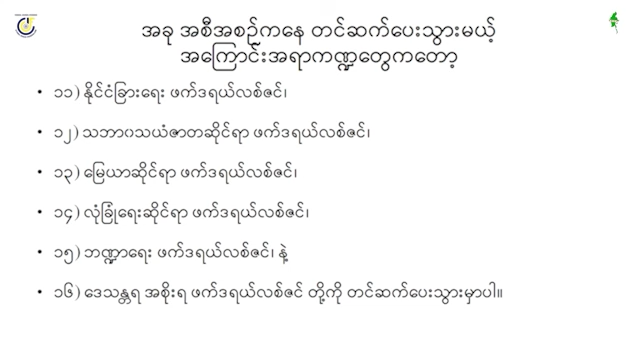 အခု အစီအစဉ်ကနေ တင်ဆက်ပေးသွားမယ့်
အကြောင်းအရာကဏ္ဍတွေကတော့
• ၁၁) နိုင်ငံခြားရေး ဖက်ဒရယ်လစ်ဇင်၊
• ၁၂) သဘာ၀သယံဇာတဆိုင်ရာ ဖက်ဒရယ်လစ်ဇင်၊
• ၁၃) မြေယာဆိုင်ရာ ဖက်ဒရယ်လစ်ဇင်၊
• ၁၄) လုံခြုံရေးဆိုင်ရာ ဖက်ဒရယ်လစ်ဇင်၊
• ၁၅) ဘဏ္ဍာရေး ဖက်ဒရယ်လစ်ဇင်၊ နဲ့
• ၁၆) ဒေသန္တရ အစိုးရ ဖက်ဒရယ်လစ်ဇင် တို့ကို တင်ဆက်ပေးသွားမှာပါ။